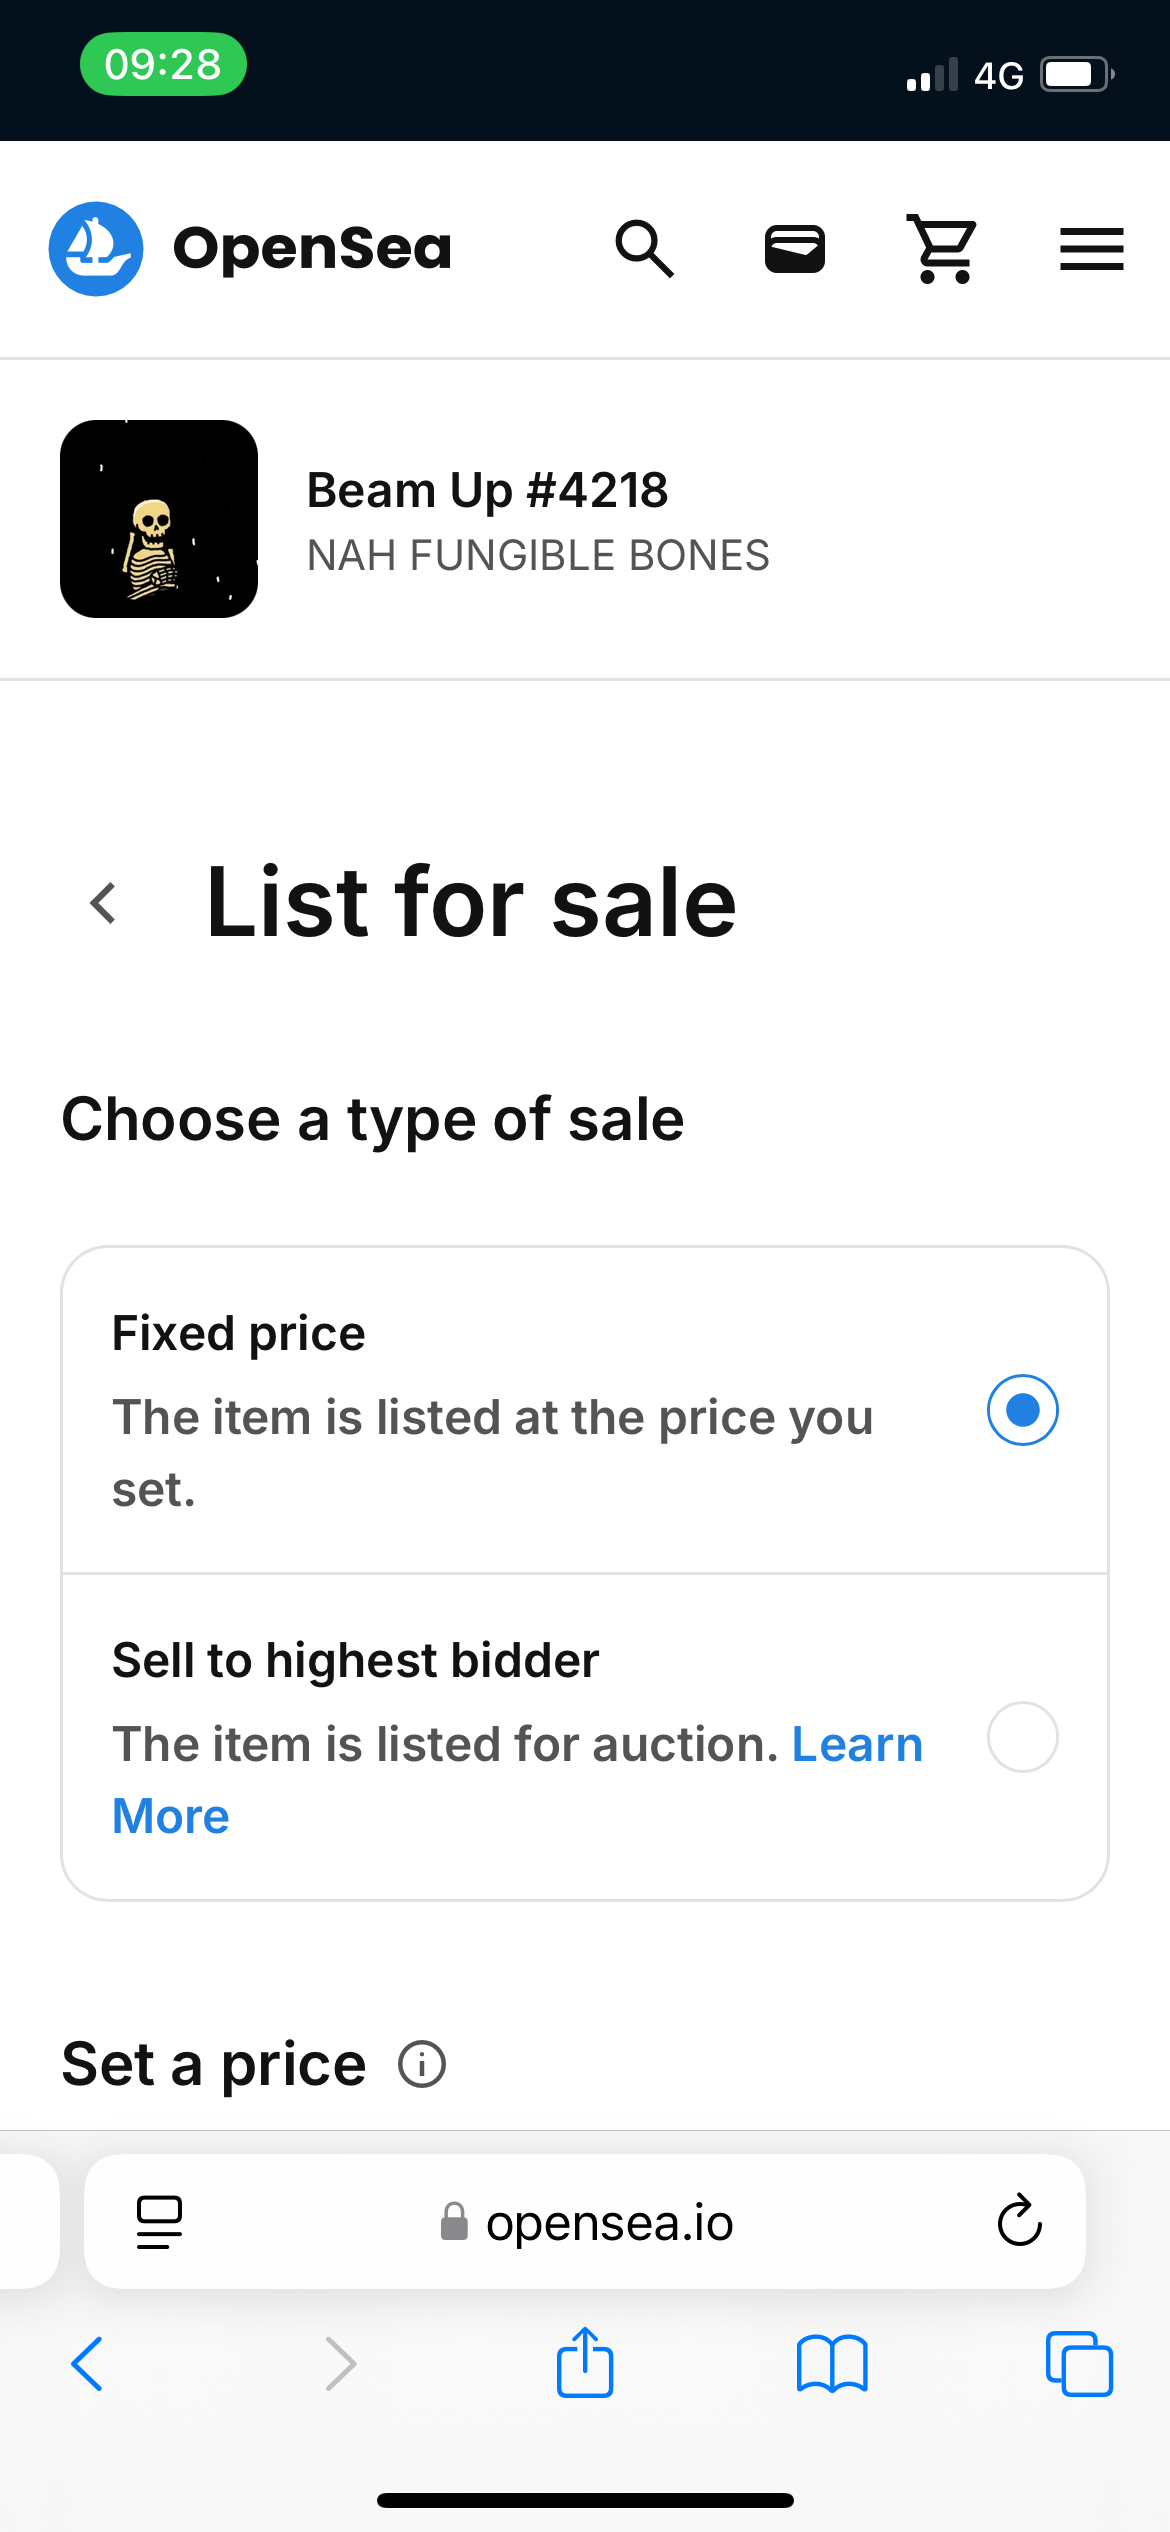 09:28
4G
OpenSea
Beam Up #4218
NAH FUNGIBLE BONES
List for sale
Choose a type of sale
Fixed price
The item is listed at the price you
set.
Sell to highest bidder
The item is listed for auction. Learn
More
Set a price
opensea.io